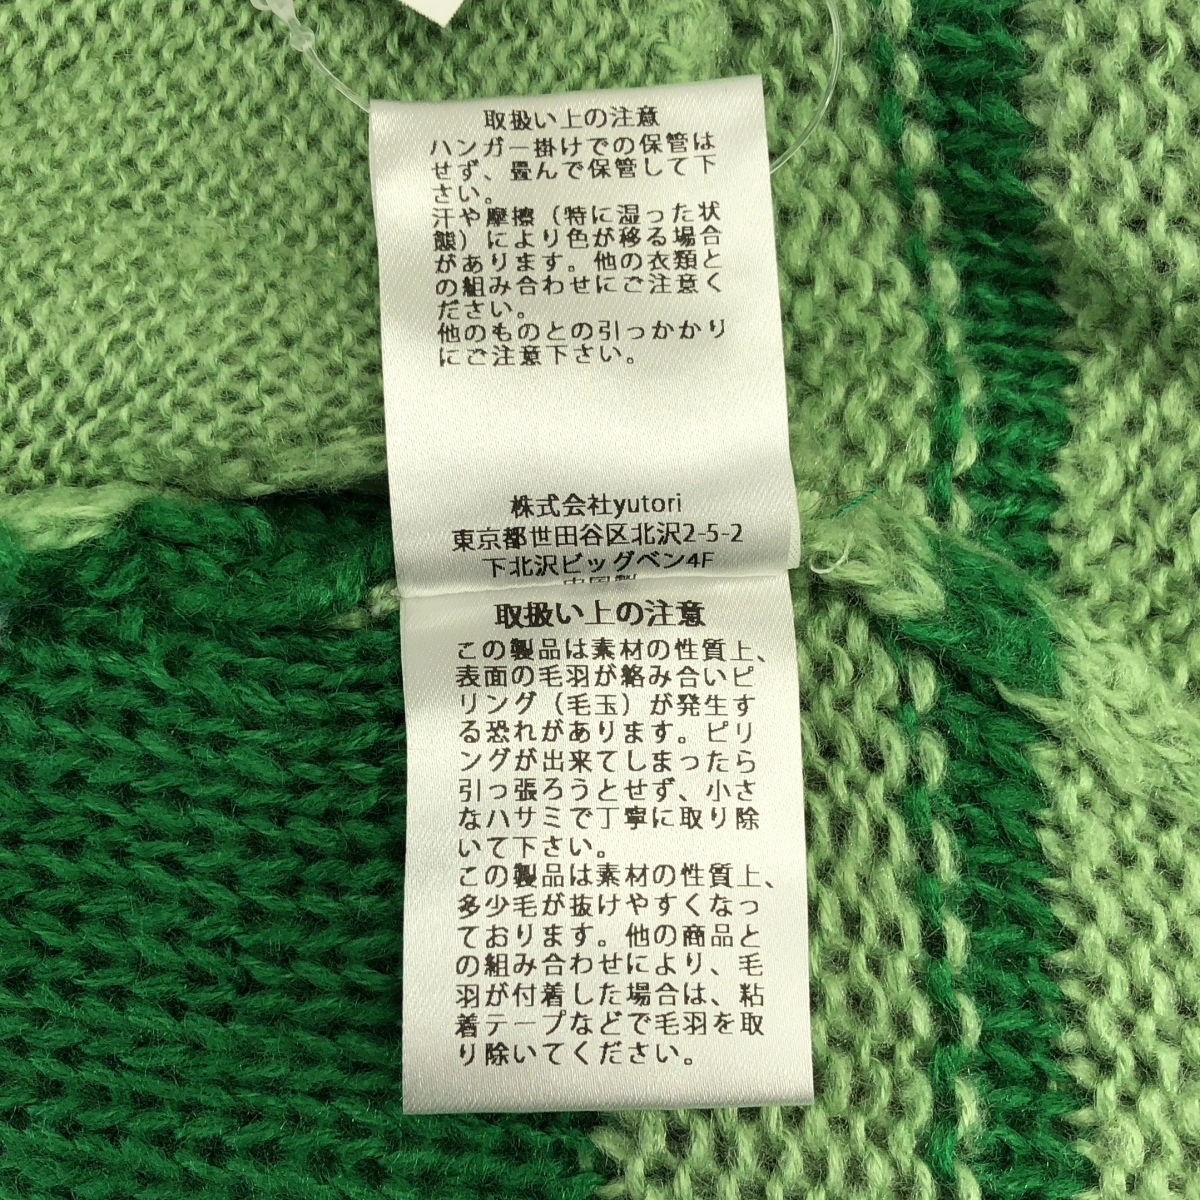 取扱い上の注意
ハンガー掛けでの保管は
せず、畳んで保管して下
さい。
汗や摩擦（特に湿った状
態）により色が移る場合
があります。他の衣類と
の組み合わせにご注意く
ださい。
他のものとの引っかかり
にご注意下さい。
株式会社yutori
東京都世田谷区北沢2-5-2
下北沢ビッグベン4F
中国製
取扱い上の注意
この製品は素材の性質上、
表面の毛羽が絡み合いピ
リング（毛玉）が発生す
る恐れがあります。ピリ
ングが出来てしまったら
引っ張ろうとせず、小さ
なハサミで丁寧に取り除
いて下さい。
この製品は素材の性質上、
多少毛が抜けやすくなっ
ております。他の商品と
の組み合わせにより、毛
羽が付着した場合は、粘
着テープなどで毛羽を取
り除いてください。